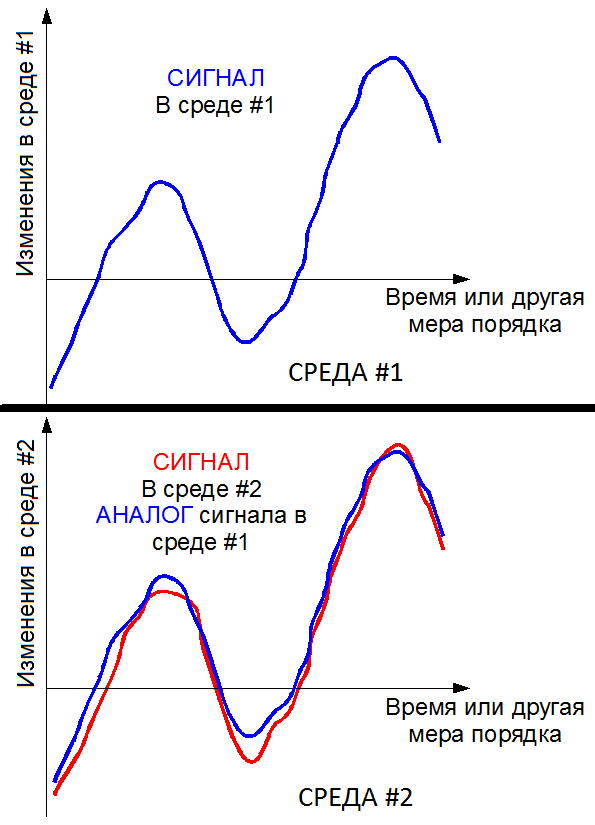 Изменения в среде #1
СИГНАЛ
В среде #1
Время или другая
мера порядка
СРЕДА #1
Изменения в среде #2
СИГНАЛ
В среде #2
АНАЛОГ сигнала в
среде #1
Время или другая
мера порядка
СРЕДА #2